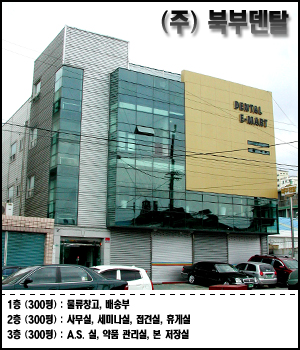 (주) 북부덴탈
DENTAL
E-MART
1층 (300평) : 물류창고, 배송부
2층 (300평) : 사무실, 세미나실, 접견실, 휴게실
3층 (300평) : A.S. 실, 약품 관리실, 본 저장실